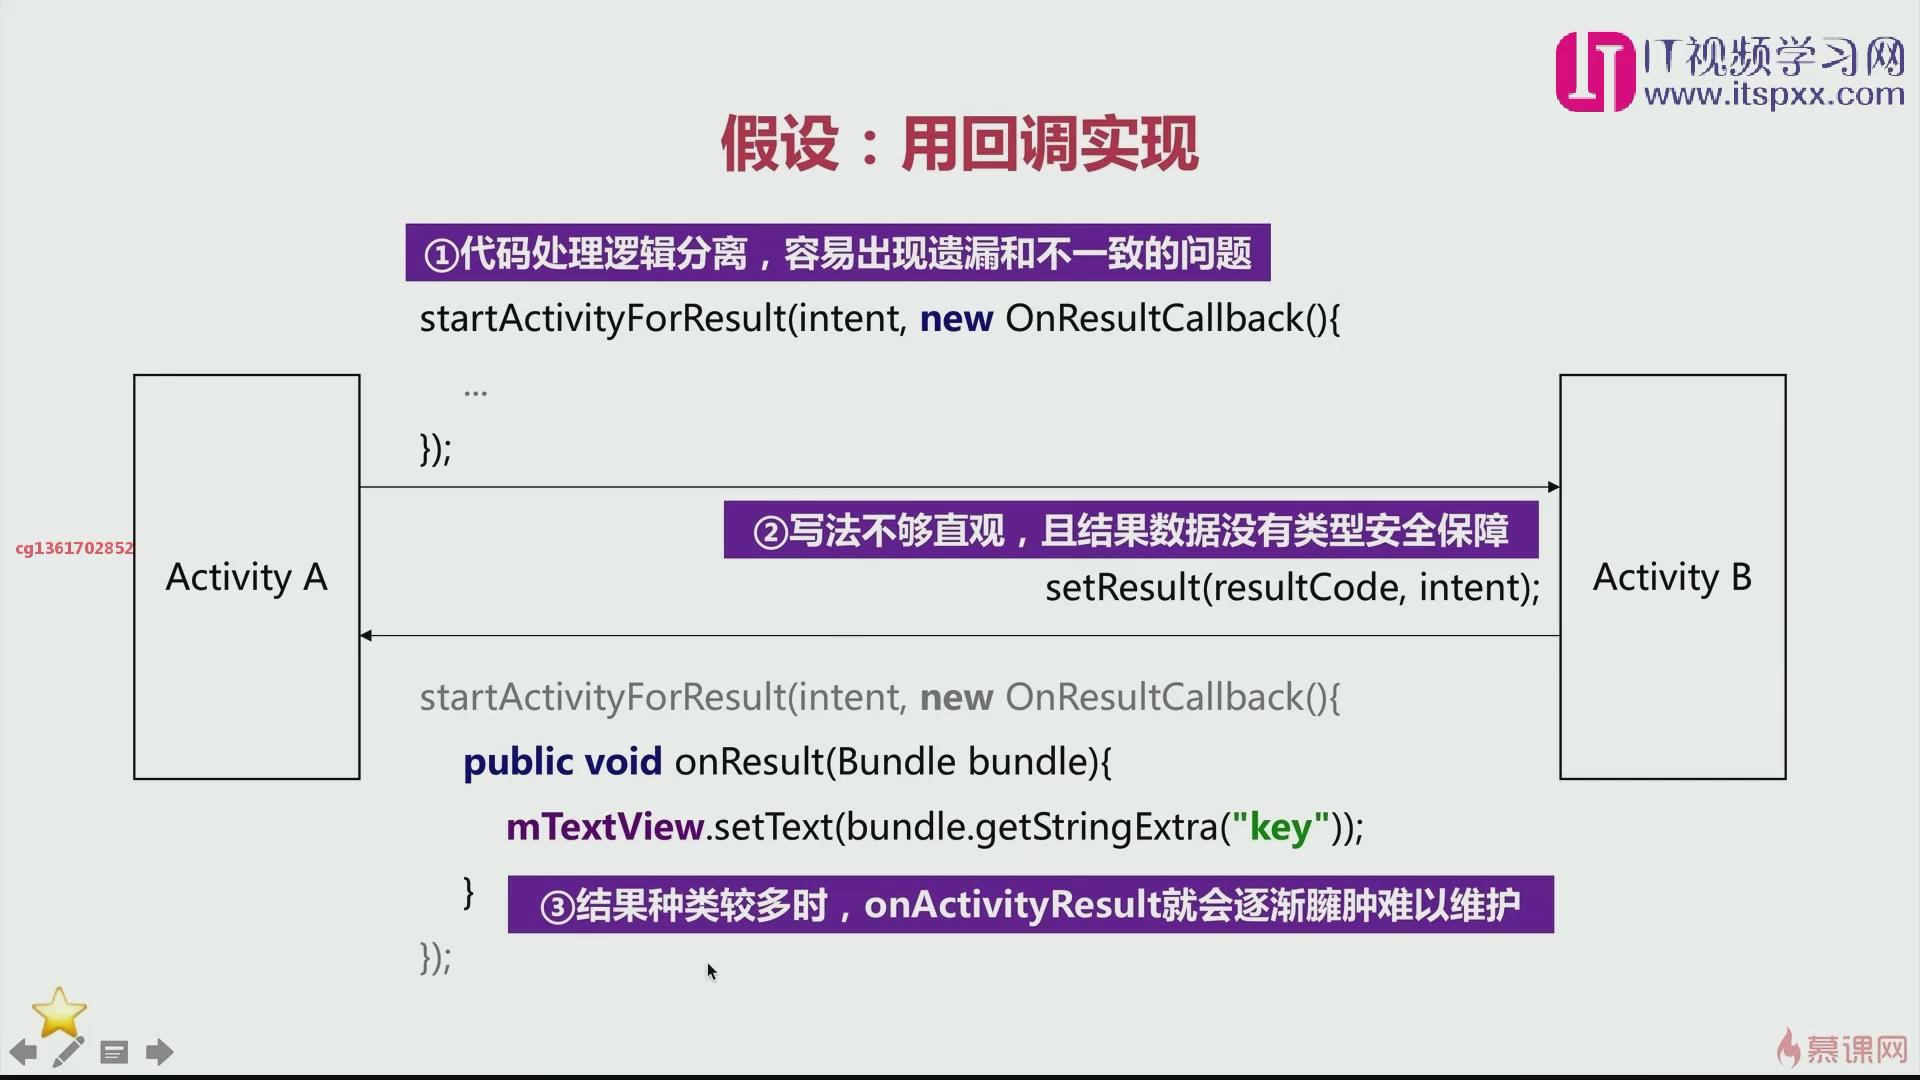 IT视频学习网
www.itspxx.com
假设：用回调实现
①代码处理逻辑分离，容易出现遗漏和不一致的问题
startActivityForResult(intent, new OnResultCallback(){
...
});
②写法不够直观，且结果数据没有类型安全保障
cg1361702852
Activity A
setResult(resultCode, intent);
Activity B
startActivityForResult(intent, new OnResultCallback(){
public void onResult(Bundle bundle){
mTextView.setText(bundle.getStringExtra("key"));
}
③结果种类较多时，onActivityResult就会逐渐臃肿难以维护
});
慕课网